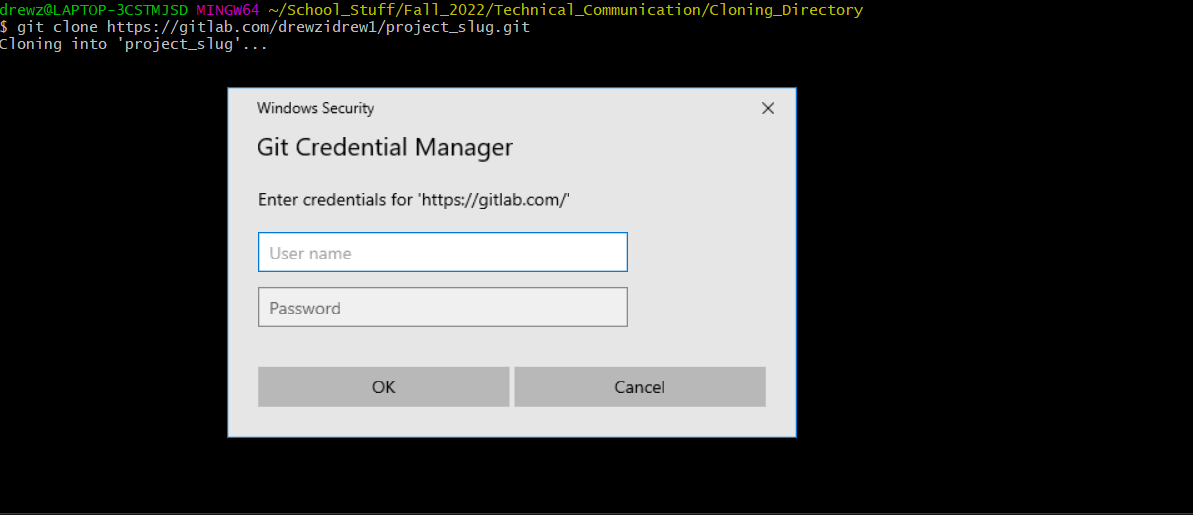 drewz@LAPTOP-3CSTMJSD MINGW64 ~/School_Stuff/Fall_2022/Technical_Communication/Cloning_Directory
$ git clone https://gitlab.com/drewzidrew1/project_slug.git
Cloning into 'project_slug'...
Windows Security
Git Credential Manager
Enter credentials for 'https://gitlab.com/'
User name
Password
OK Cancel